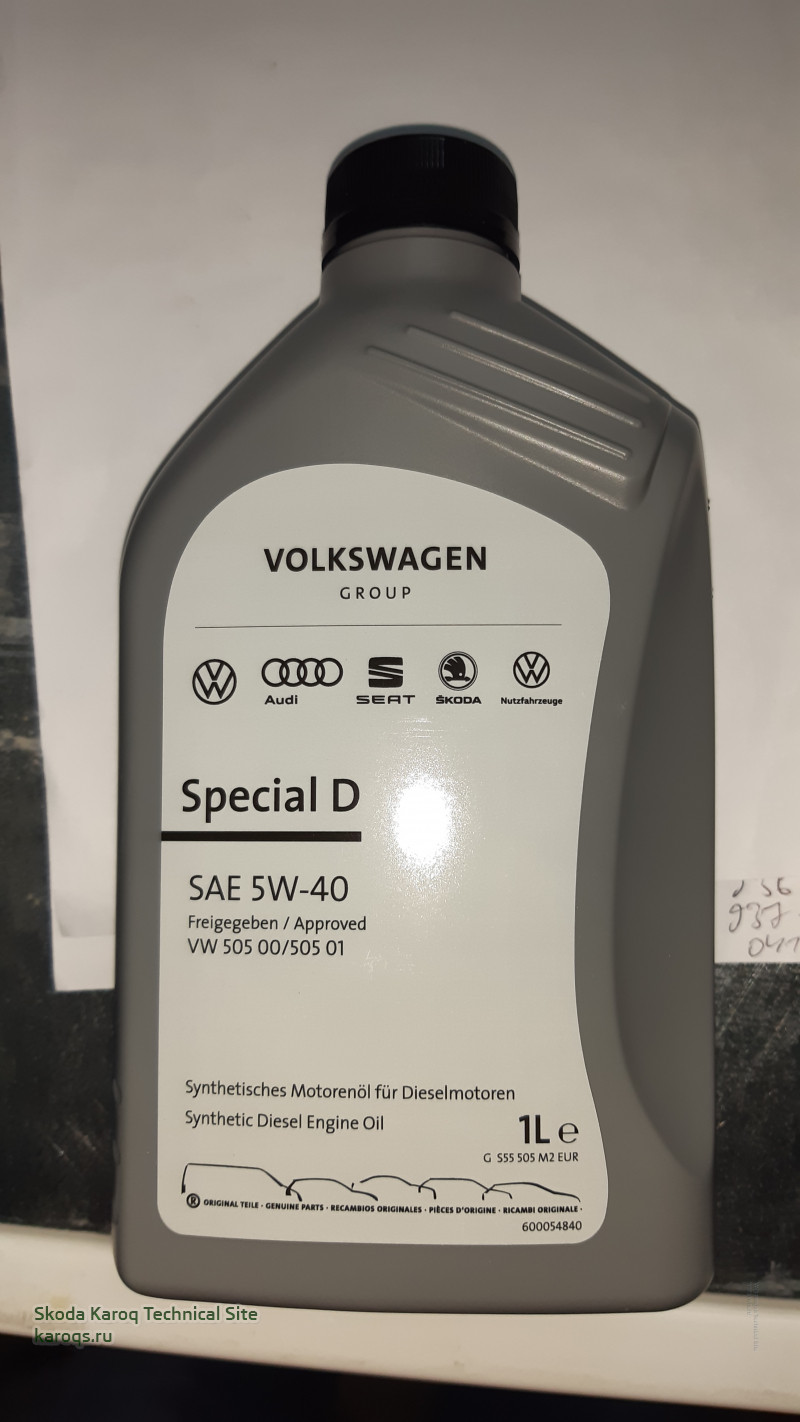 VOLKSWAGEN
GROUP
Audi
SEAT
ŠKODA
Nutzfahrzeuge
Special D
SAE 5W-40
Freigegeben / Approved
VW 505 00/505 01
Synthetisches Motorenöl für Dieselmotoren
Synthetic Diesel Engine Oil
1L e
G S55 505 M2 EUR
® ORIGINAL TEILE · GENUINE PARTS · RECAMBIOS ORIGINALES · PIÈCES D'ORIGINE · RICAMBI ORIGINALE ·
600054840
937
Skoda Karoq Technical Site
karoqs.ru